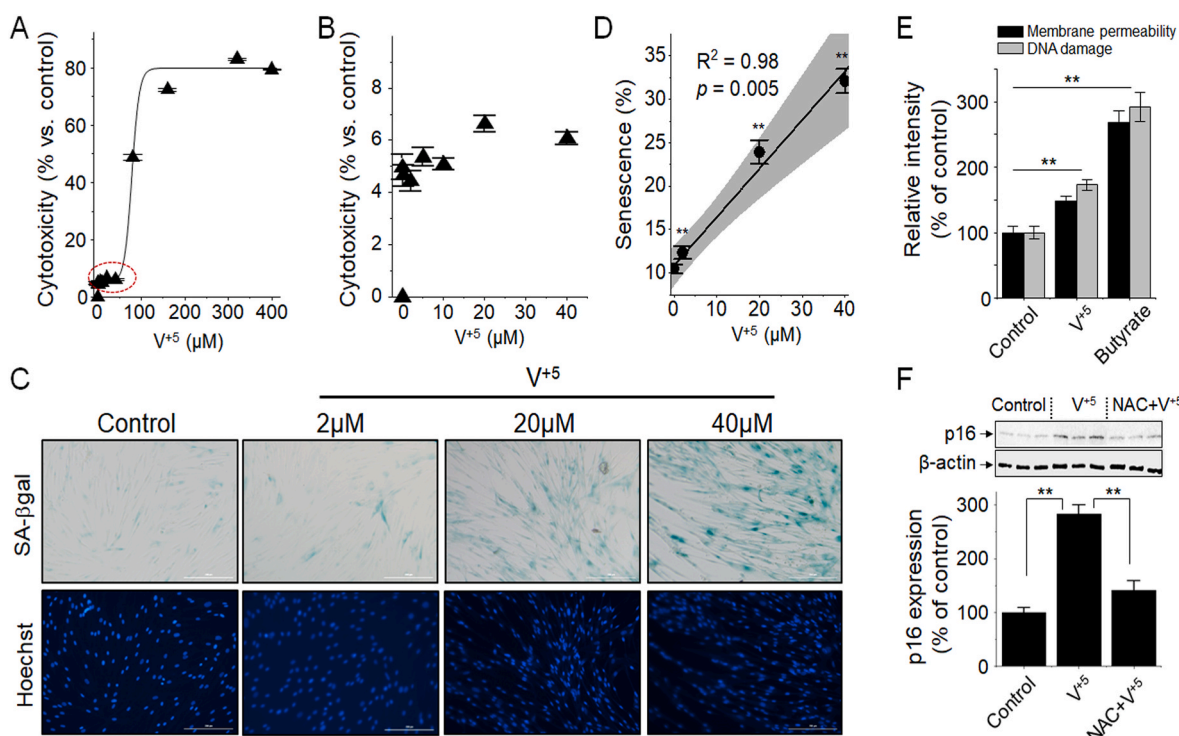 A
Cytotoxicity (% vs. control)
80
60
40
20
0
0 100 200 300 400
V+5 (µM)
B
Cytotoxicity (% vs. control)
8
6
4
2
0
0 10 20 30 40
V+5 (µM)
D
Senescence (%)
35
30
25
20
15
10
R2 = 0.98
p = 0.005
**
**
**
0 20 40
V+5 (µM)
E
Membrane permeability
DNA damage
Relative intensity
(% of control)
300
200
100
0
**
**
Control
V+5
Butyrate
C
V+5
Control 2µM 20µM 40µM
SA-βgal
Hoechst
F
Control V+5 NAC+V+5
p16
β-actin
p16 expression
(% of control)
300
200
100
0
** **
Control
V+5
NAC+V+5